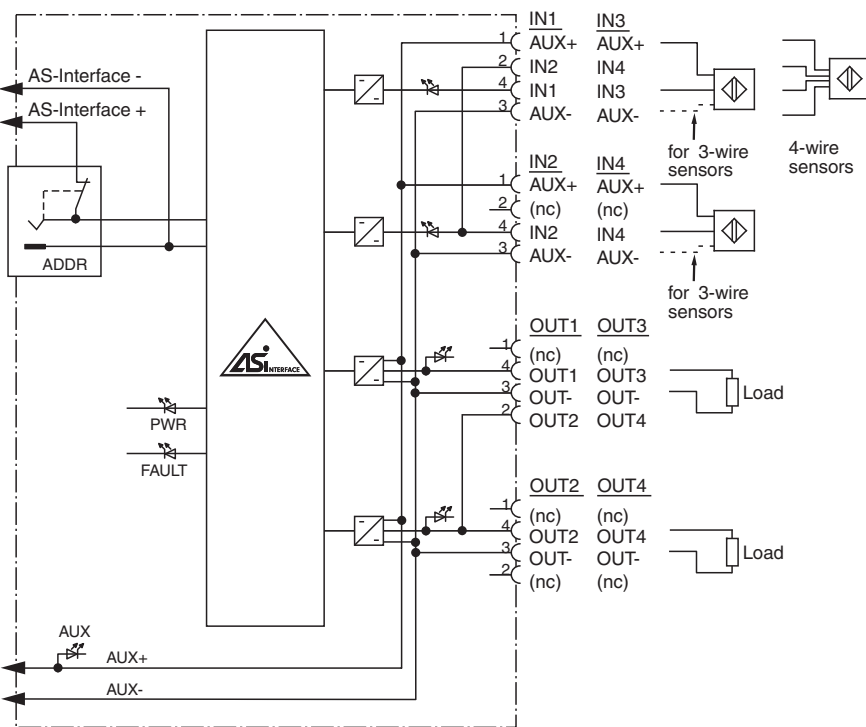 AS-Interface -
AS-Interface +
ADDR
PWR
FAULT
AUX
AUX+
AUX-
ASi INTERFACE
IN1 IN3
1 AUX+ AUX+
2 IN2 IN4
4 IN1 IN3
3 AUX- AUX-
for 3-wire
sensors
4-wire
sensors
IN2 IN4
1 AUX+ AUX+
2 (nc) (nc)
4 IN2 IN4
3 AUX- AUX-
for 3-wire
sensors
OUT1 OUT3
1 (nc) (nc)
4 OUT1 OUT3
3 OUT- OUT-
2 OUT2 OUT4
Load
OUT2 OUT4
1 (nc) (nc)
4 OUT2 OUT4
3 OUT- OUT-
2 (nc) (nc)
Load